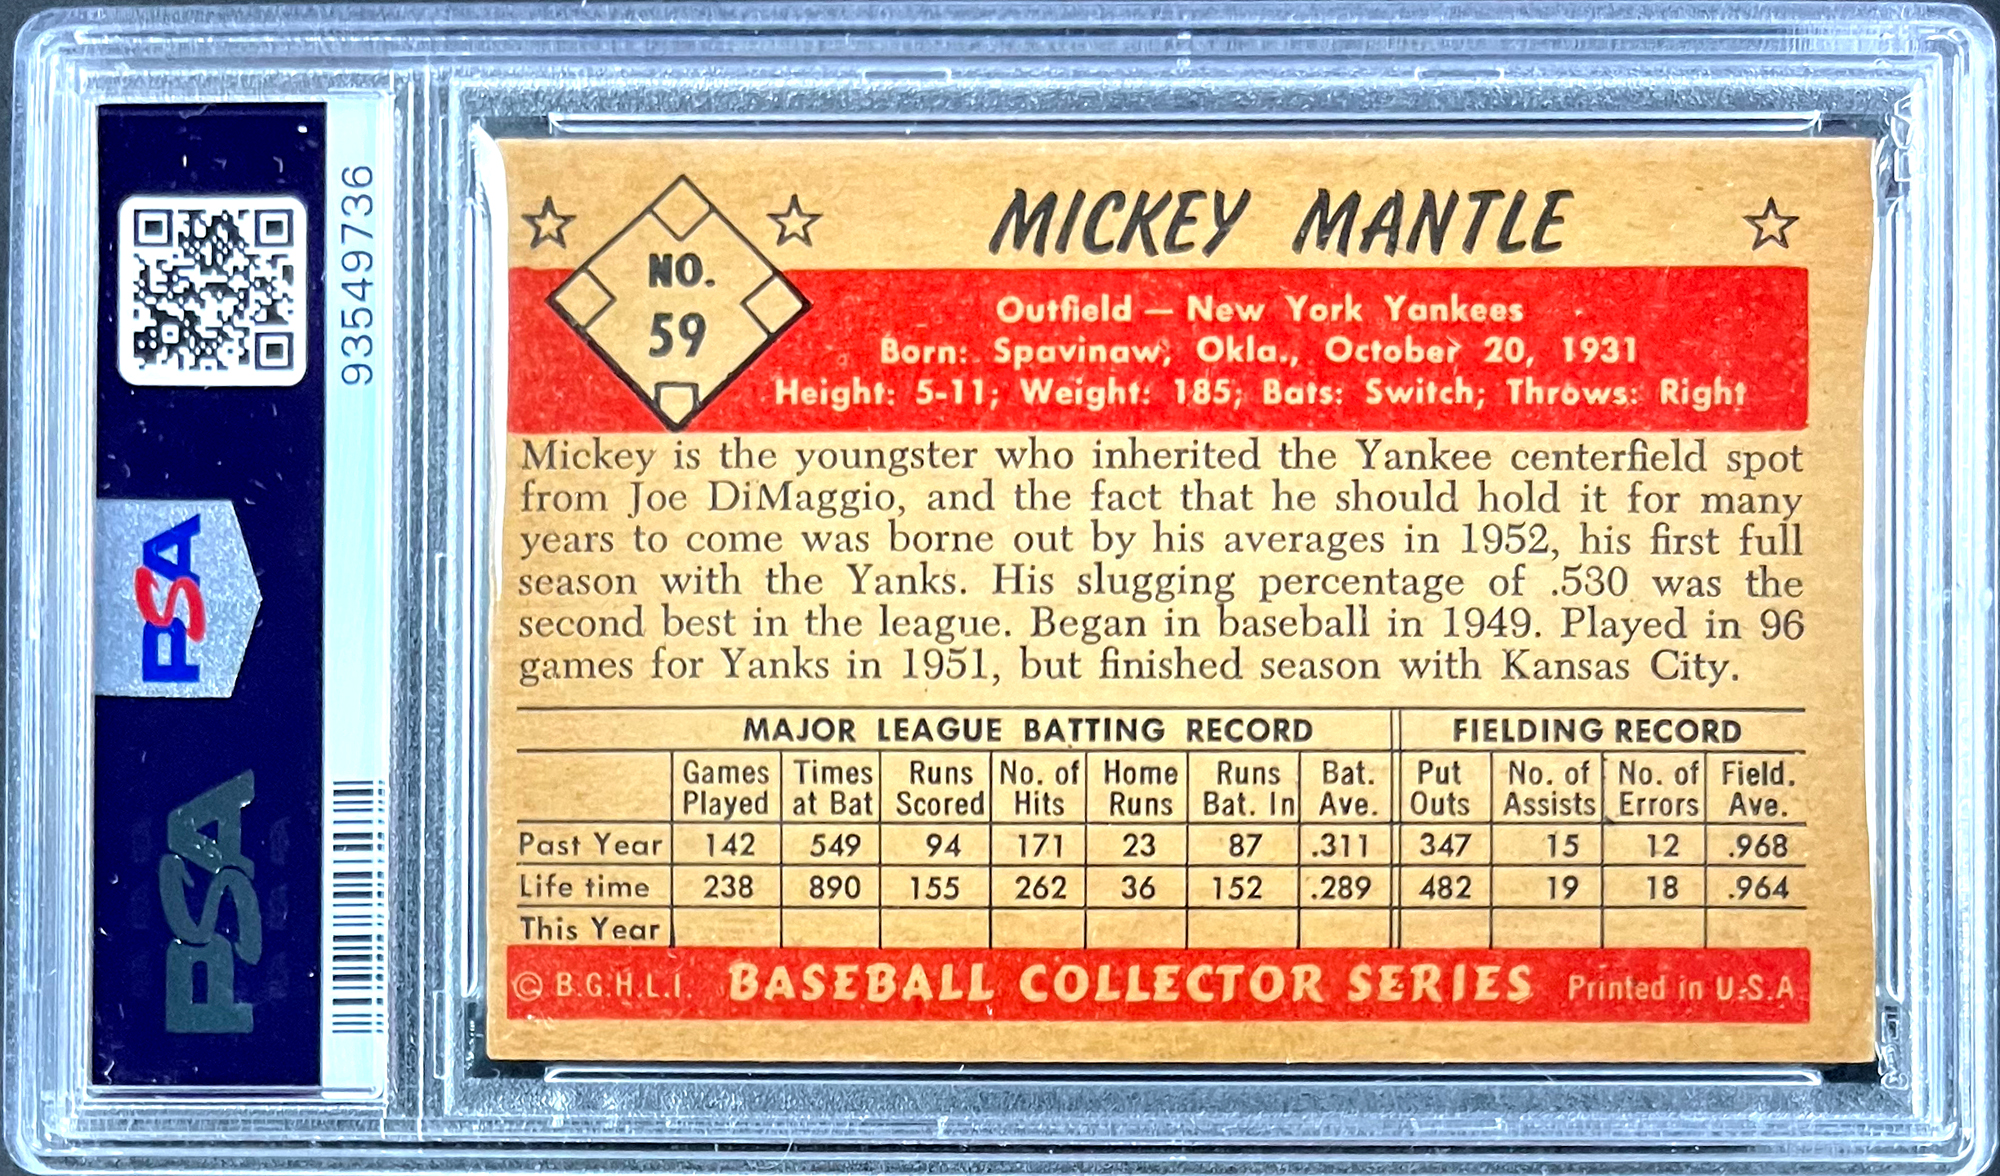 93549736
PSA
PSA
NO.
59
MICKEY MANTLE
Outfield — New York Yankees
Born: Spavinaw, Okla., October 20, 1931
Height: 5-11; Weight: 185; Bats: Switch; Throws: Right
Mickey is the youngster who inherited the Yankee centerfield spot
from Joe DiMaggio, and the fact that he should hold it for many
years to come was borne out by his averages in 1952, his first full
season with the Yanks. His slugging percentage of .530 was the
second best in the league. Began in baseball in 1949. Played in 96
games for Yanks in 1951, but finished season with Kansas City.
MAJOR LEAGUE BATTING RECORD FIELDING RECORD
Games Times Runs No. of Home Runs Bat. Put No. of No. of Field.
Played at Bat Scored Hits Runs Bat. In Ave. Outs Assists Errors Ave.
Past Year 142 549 94 171 23 87 .311 347 15 12 .968
Life time 238 890 155 262 36 152 .289 482 19 18 .964
This Year
© B.G.H.L.I. BASEBALL COLLECTOR SERIES Printed in U.S.A